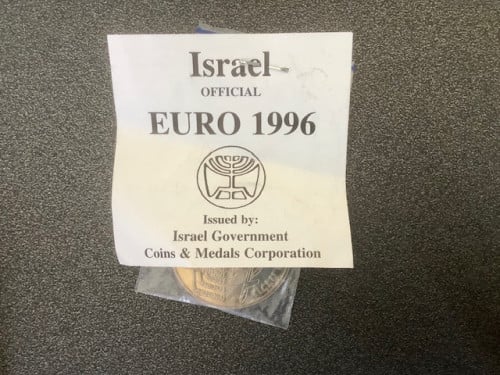 Israel
OFFICIAL
EURO 1996
Issued by:
Israel Government
Coins & Medals Corporation